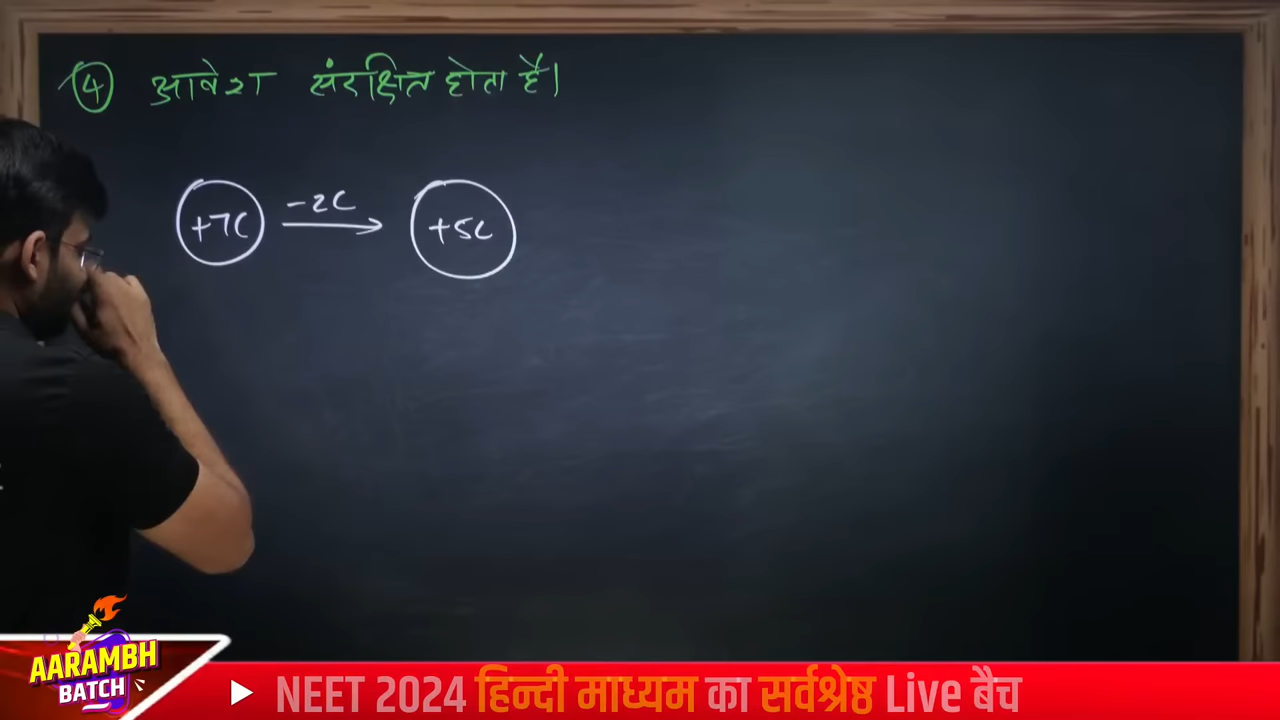 ④ आवेश संरक्षित होता है।
+7C -2C → +5C
AARAMBH
BATCH
NEET 2024 हिन्दी माध्यम का सर्वश्रेष्ठ Live बैच